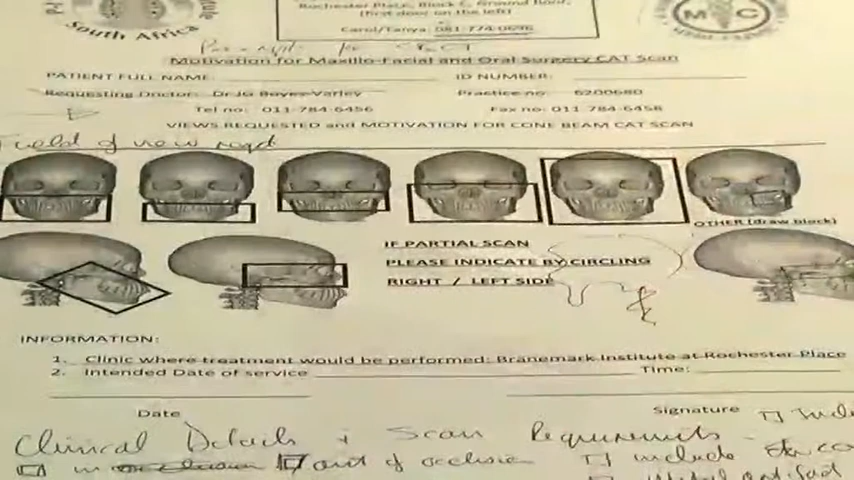 Rochester Place, Block C, Ground floor,
(first door on the left)
South Africa
Carol/Tanya: 081-774-0696
M C
Motivation for Maxillo-Facial and Oral Surgery CAT Scan
PATIENT FULL NAME: ID NUMBER:
Requesting Doctor: Dr JG Boyes-Varley Practice no: 6200680
Tel no: 011-784-6456 Fax no: 011-784-6458
VIEWS REQUESTED and MOTIVATION FOR CONE BEAM CAT SCAN
Field of view reqd
OTHER (draw block)
IF PARTIAL SCAN
PLEASE INDICATE BY CIRCLING
RIGHT / LEFT SIDE
INFORMATION:
1. Clinic where treatment would be performed: Branemark Institute at Rochester Place
2. Intended Date of service Time:
Date Signature
Clinical Details + Scan Requirements
in occlusion out of occlusion include